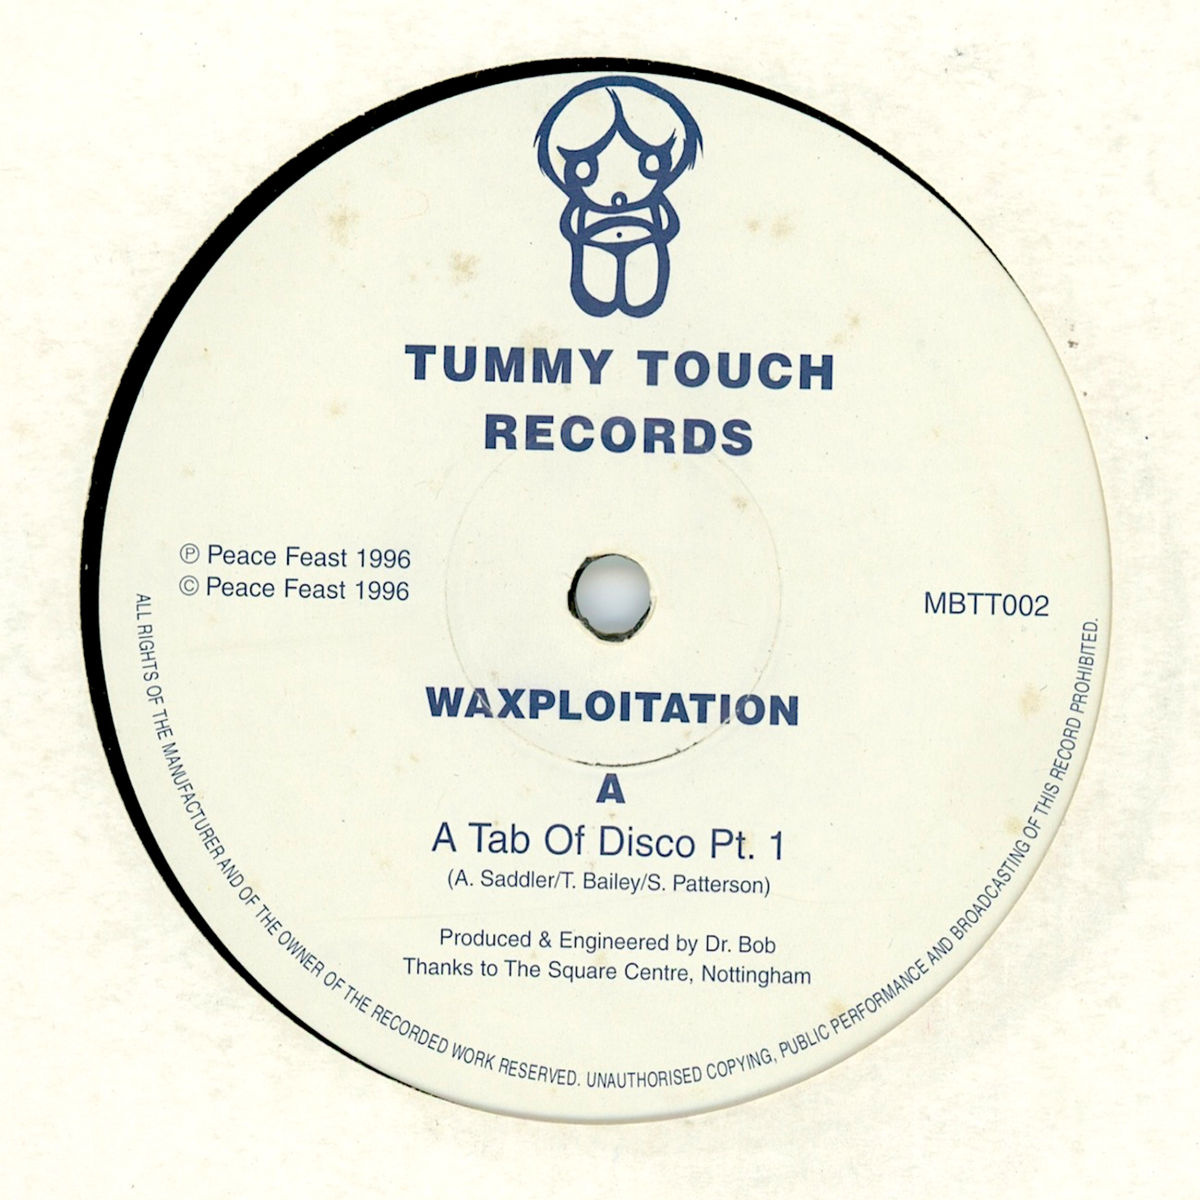 TUMMY TOUCH
RECORDS
℗ Peace Feast 1996
© Peace Feast 1996
MBTT002
WAXPLOITATION
A
A Tab Of Disco Pt. 1
(A. Saddler/T. Bailey/S. Patterson)
Produced & Engineered by Dr. Bob
Thanks to The Square Centre, Nottingham
ALL RIGHTS OF THE MANUFACTURER AND OF THE OWNER OF THE RECORDED WORK RESERVED. UNAUTHORISED COPYING, PUBLIC PERFORMANCE AND BROADCASTING OF THIS RECORD PROHIBITED.